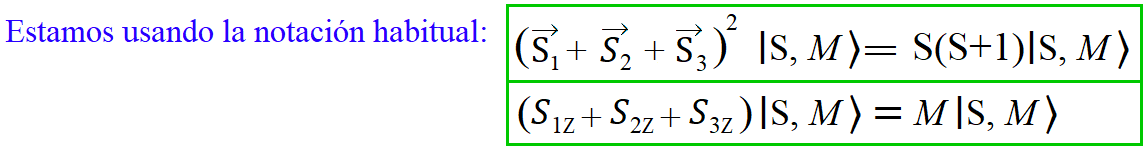 Estamos usando la notación habitual:
(S⃗₁ + S⃗₂ + S⃗₃)² |S, M⟩ = S(S+1)|S, M⟩
(S₁Z + S₂Z + S₃Z)|S, M⟩ = M|S, M⟩